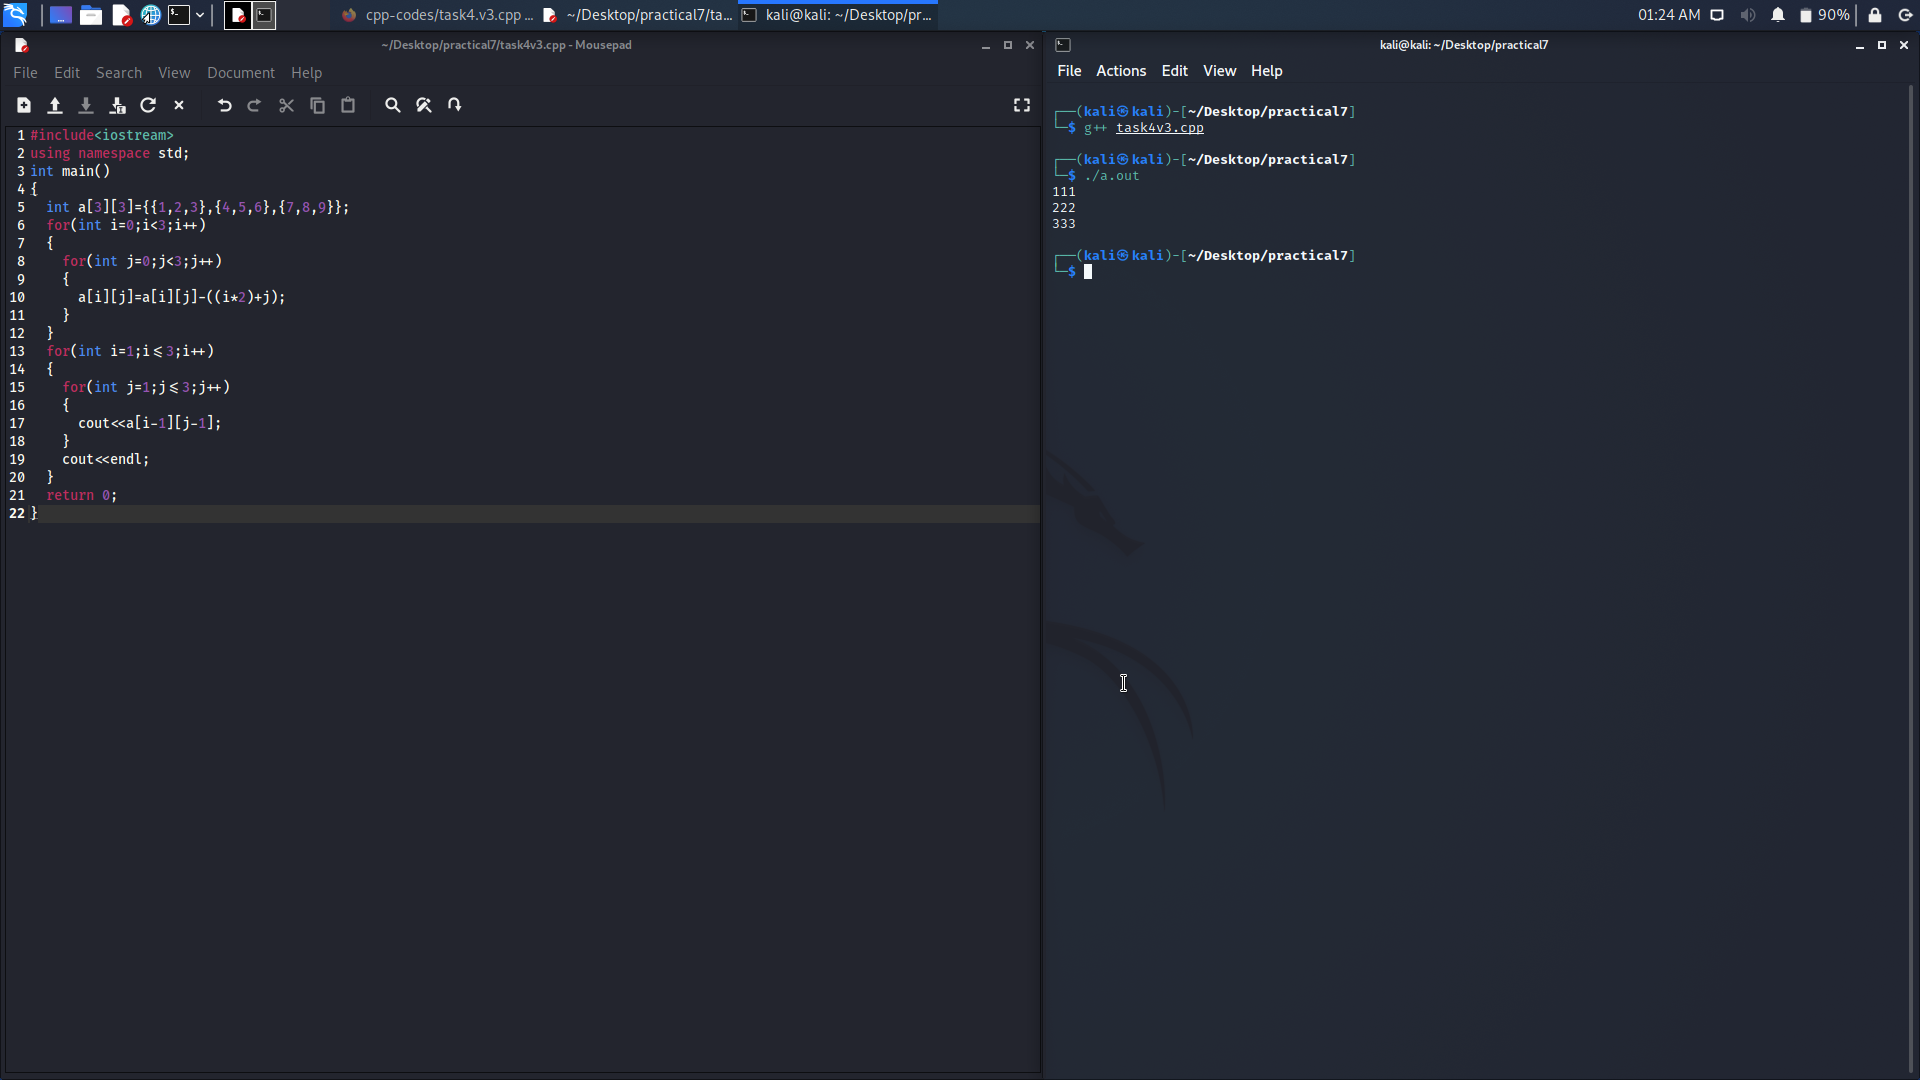 cpp-codes/task4.v3.cpp ...
~/Desktop/practical7/ta...
kali@kali: ~/Desktop/pr...
01:24 AM
90%
~/Desktop/practical7/task4v3.cpp - Mousepad
File Edit Search View Document Help
1 #include<iostream>
2 using namespace std;
3 int main()
4 {
5   int a[3][3]={{1,2,3},{4,5,6},{7,8,9}};
6   for(int i=0;i<3;i++)
7   {
8     for(int j=0;j<3;j++)
9     {
10       a[i][j]=a[i][j]-((i*2)+j);
11     }
12   }
13   for(int i=1;i<=3;i++)
14   {
15     for(int j=1;j<=3;j++)
16     {
17       cout<<a[i-1][j-1];
18     }
19     cout<<endl;
20   }
21   return 0;
22 }
kali@kali: ~/Desktop/practical7
File Actions Edit View Help
┌──(kali㉿kali)-[~/Desktop/practical7]
└─$ g++ task4v3.cpp
┌──(kali㉿kali)-[~/Desktop/practical7]
└─$ ./a.out
111
222
333
┌──(kali㉿kali)-[~/Desktop/practical7]
└─$